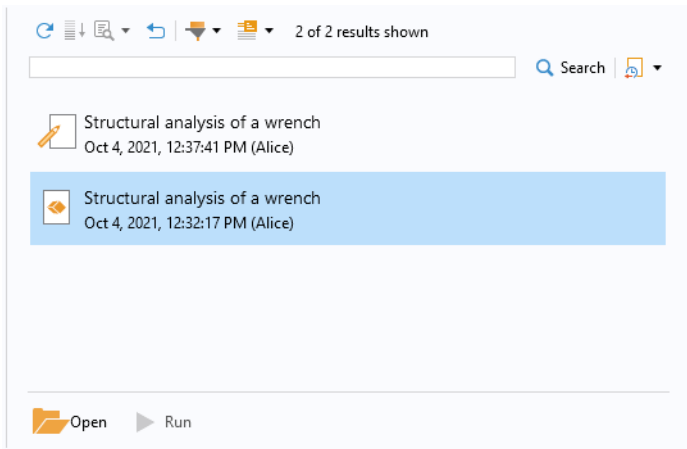 2 of 2 results shown
Search
Structural analysis of a wrench
Oct 4, 2021, 12:37:41 PM (Alice)
Structural analysis of a wrench
Oct 4, 2021, 12:32:17 PM (Alice)
Open Run